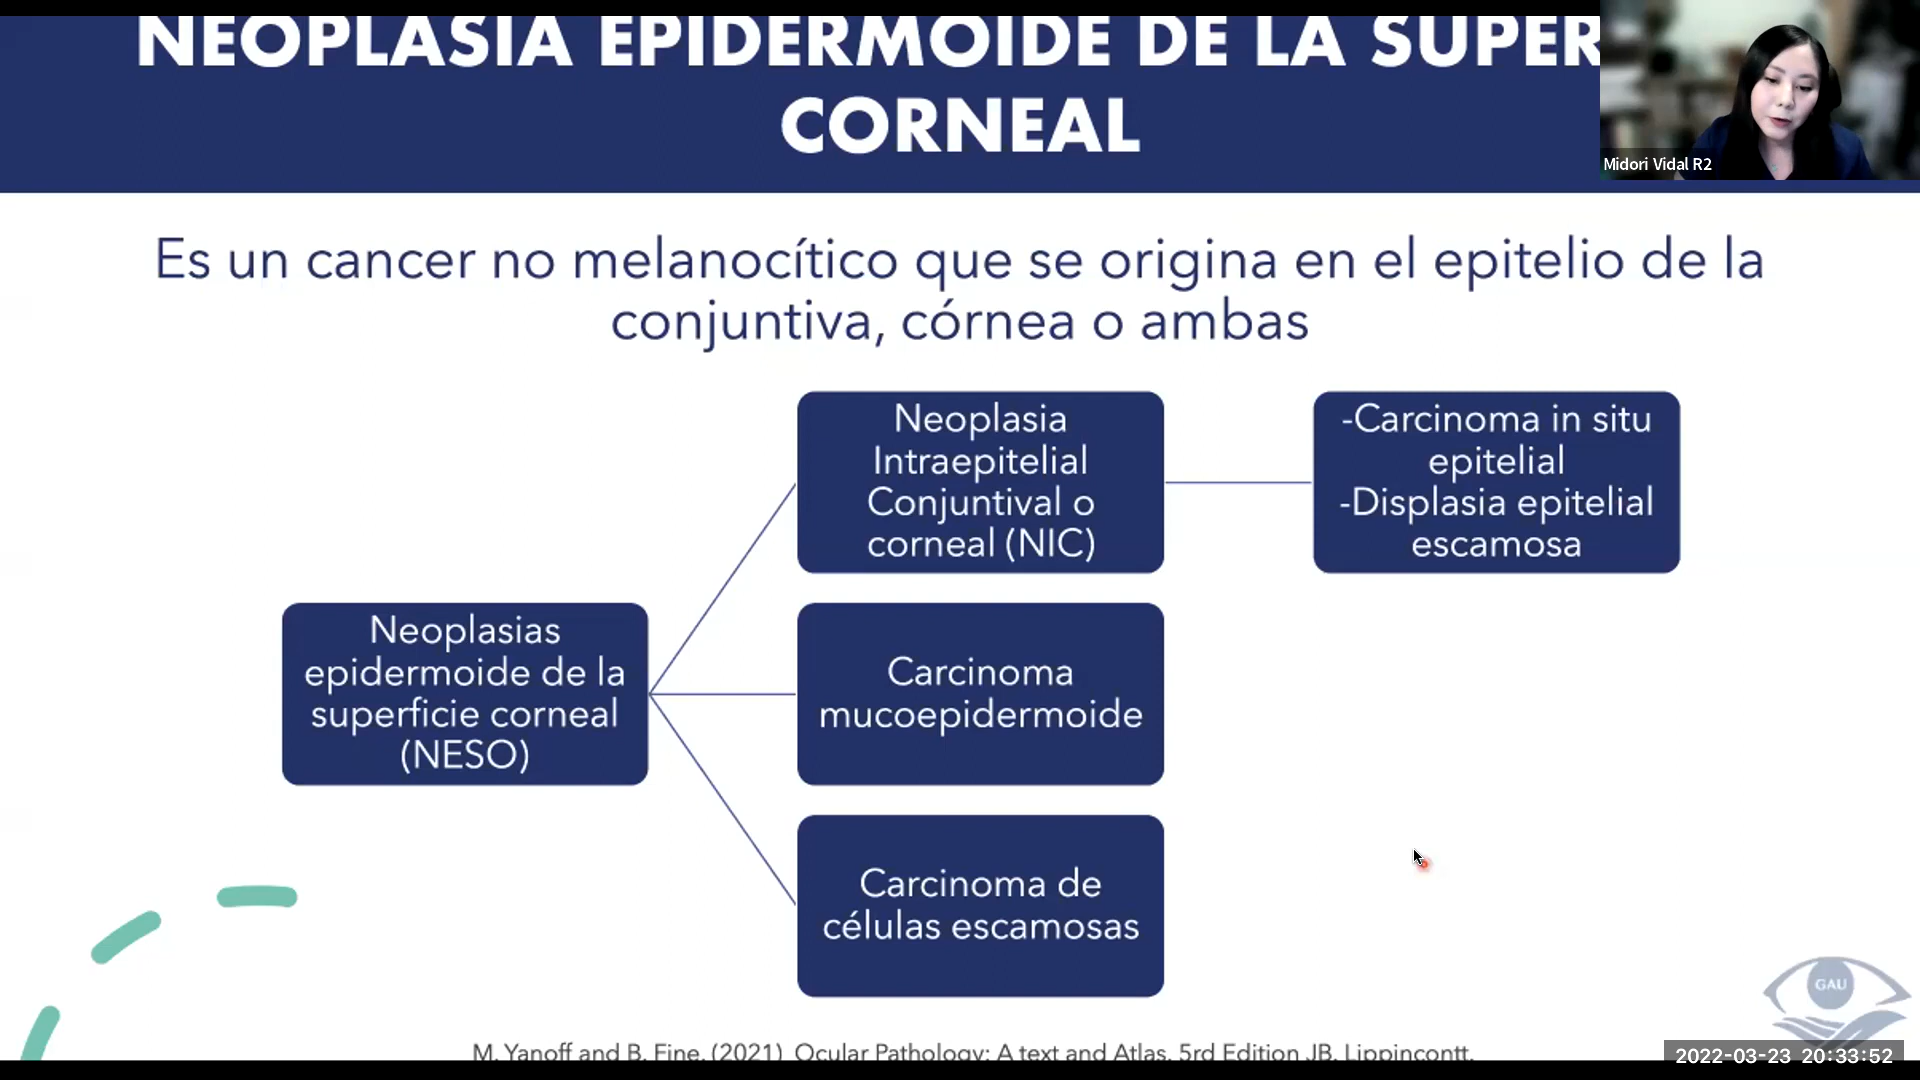 NEOPLASIA EPIDERMOIDE DE LA
CORNEAL
Midori Vidal R2
Es un cancer no melanocítico que se origina en el epitelio de la
conjuntiva, córnea o ambas
Neoplasia
Intraepitelial
Conjuntival o
corneal (NIC)
-Carcinoma in situ
epitelial
-Displasia epitelial
escamosa
Neoplasias
epidermoide de la
superficie corneal
(NESO)
Carcinoma
mucoepidermoide
Carcinoma de
células escamosas
GAU
M. Yanoff and B. Fine. (2021) Ocular Pathology: A text and Atlas. 5rd Edition JB. Lippincontt.
2022-03-23 20:33:52